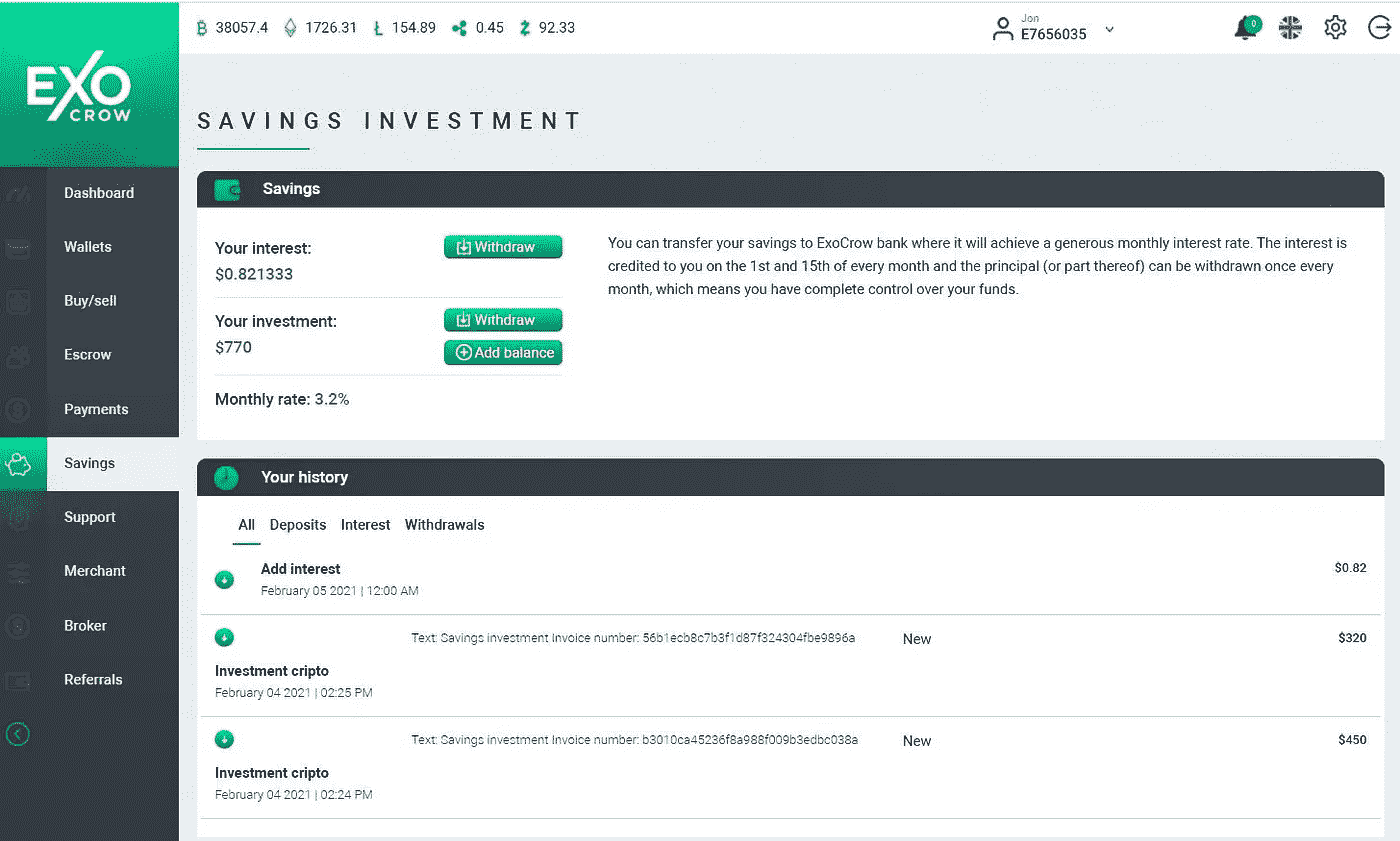 38057.4 1726.31 154.89 0.45 92.33
Jon
E7656035
0
EXO
CROW
Dashboard
Wallets
Buy/sell
Escrow
Payments
Savings
Support
Merchant
Broker
Referrals
SAVINGS INVESTMENT
Savings
Your interest:
$0.821333
Withdraw
Your investment:
$770
Withdraw
Add balance
Monthly rate: 3.2%
You can transfer your savings to ExoCrow bank where it will achieve a generous monthly interest rate. The interest is
credited to you on the 1st and 15th of every month and the principal (or part thereof) can be withdrawn once every
month, which means you have complete control over your funds.
Your history
All Deposits Interest Withdrawals
Add interest
February 05 2021 | 12:00 AM
$0.82
Text: Savings investment Invoice number: 56b1ecb8c7b3f1d87f324304fbe9896a New $320
Investment cripto
February 04 2021 | 02:25 PM
Text: Savings investment Invoice number: b3010ca45236f8a988f009b3edbc038a New $450
Investment cripto
February 04 2021 | 02:24 PM